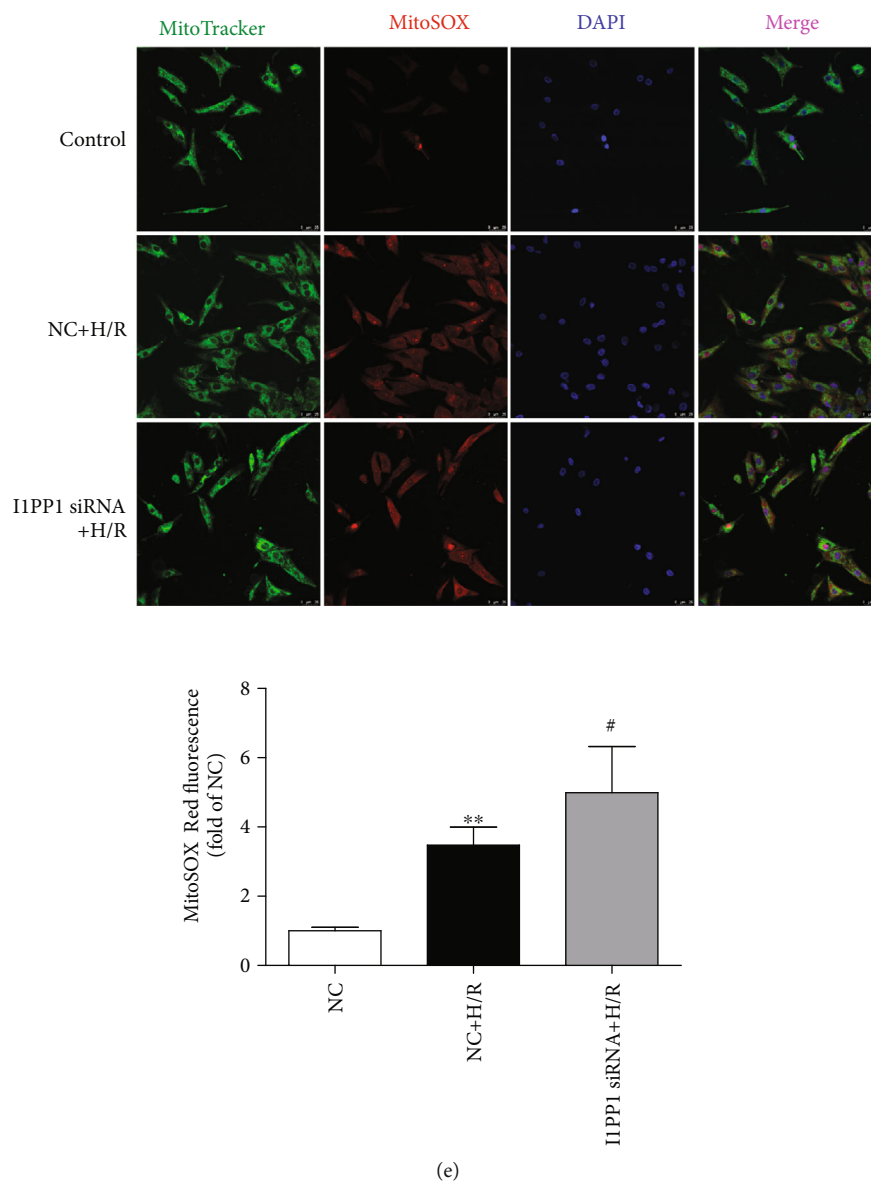 MitoTracker MitoSOX DAPI Merge
Control
NC+H/R
I1PP1 siRNA
+H/R
MitoSOX Red fluorescence
(fold of NC)
8
6
4
2
0
**
#
NC
NC+H/R
I1PP1 siRNA+H/R
(e)